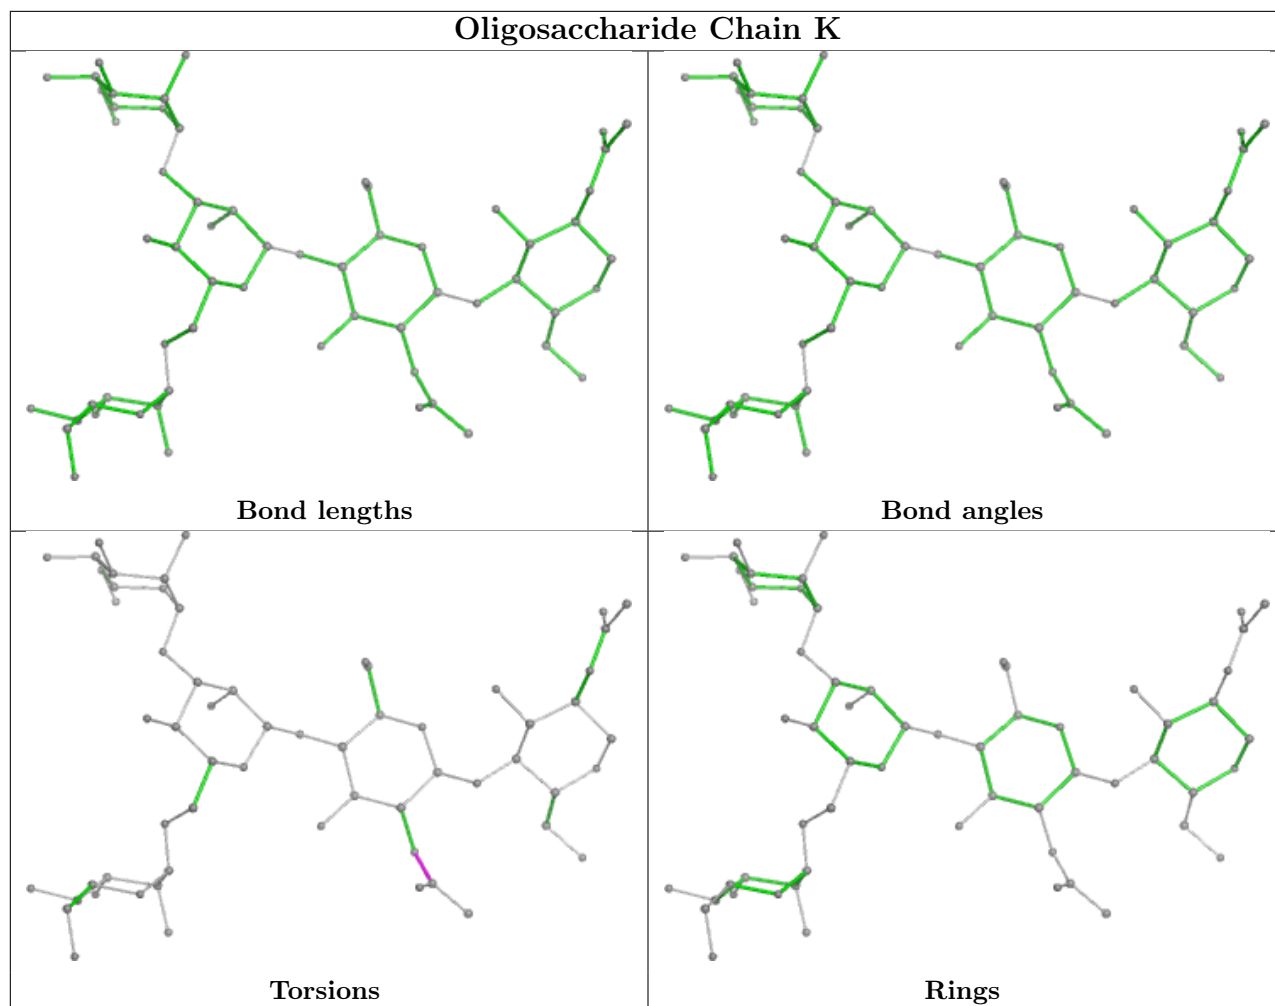 Oligosaccharide Chain K
Bond lengths
Bond angles
Torsions
Rings